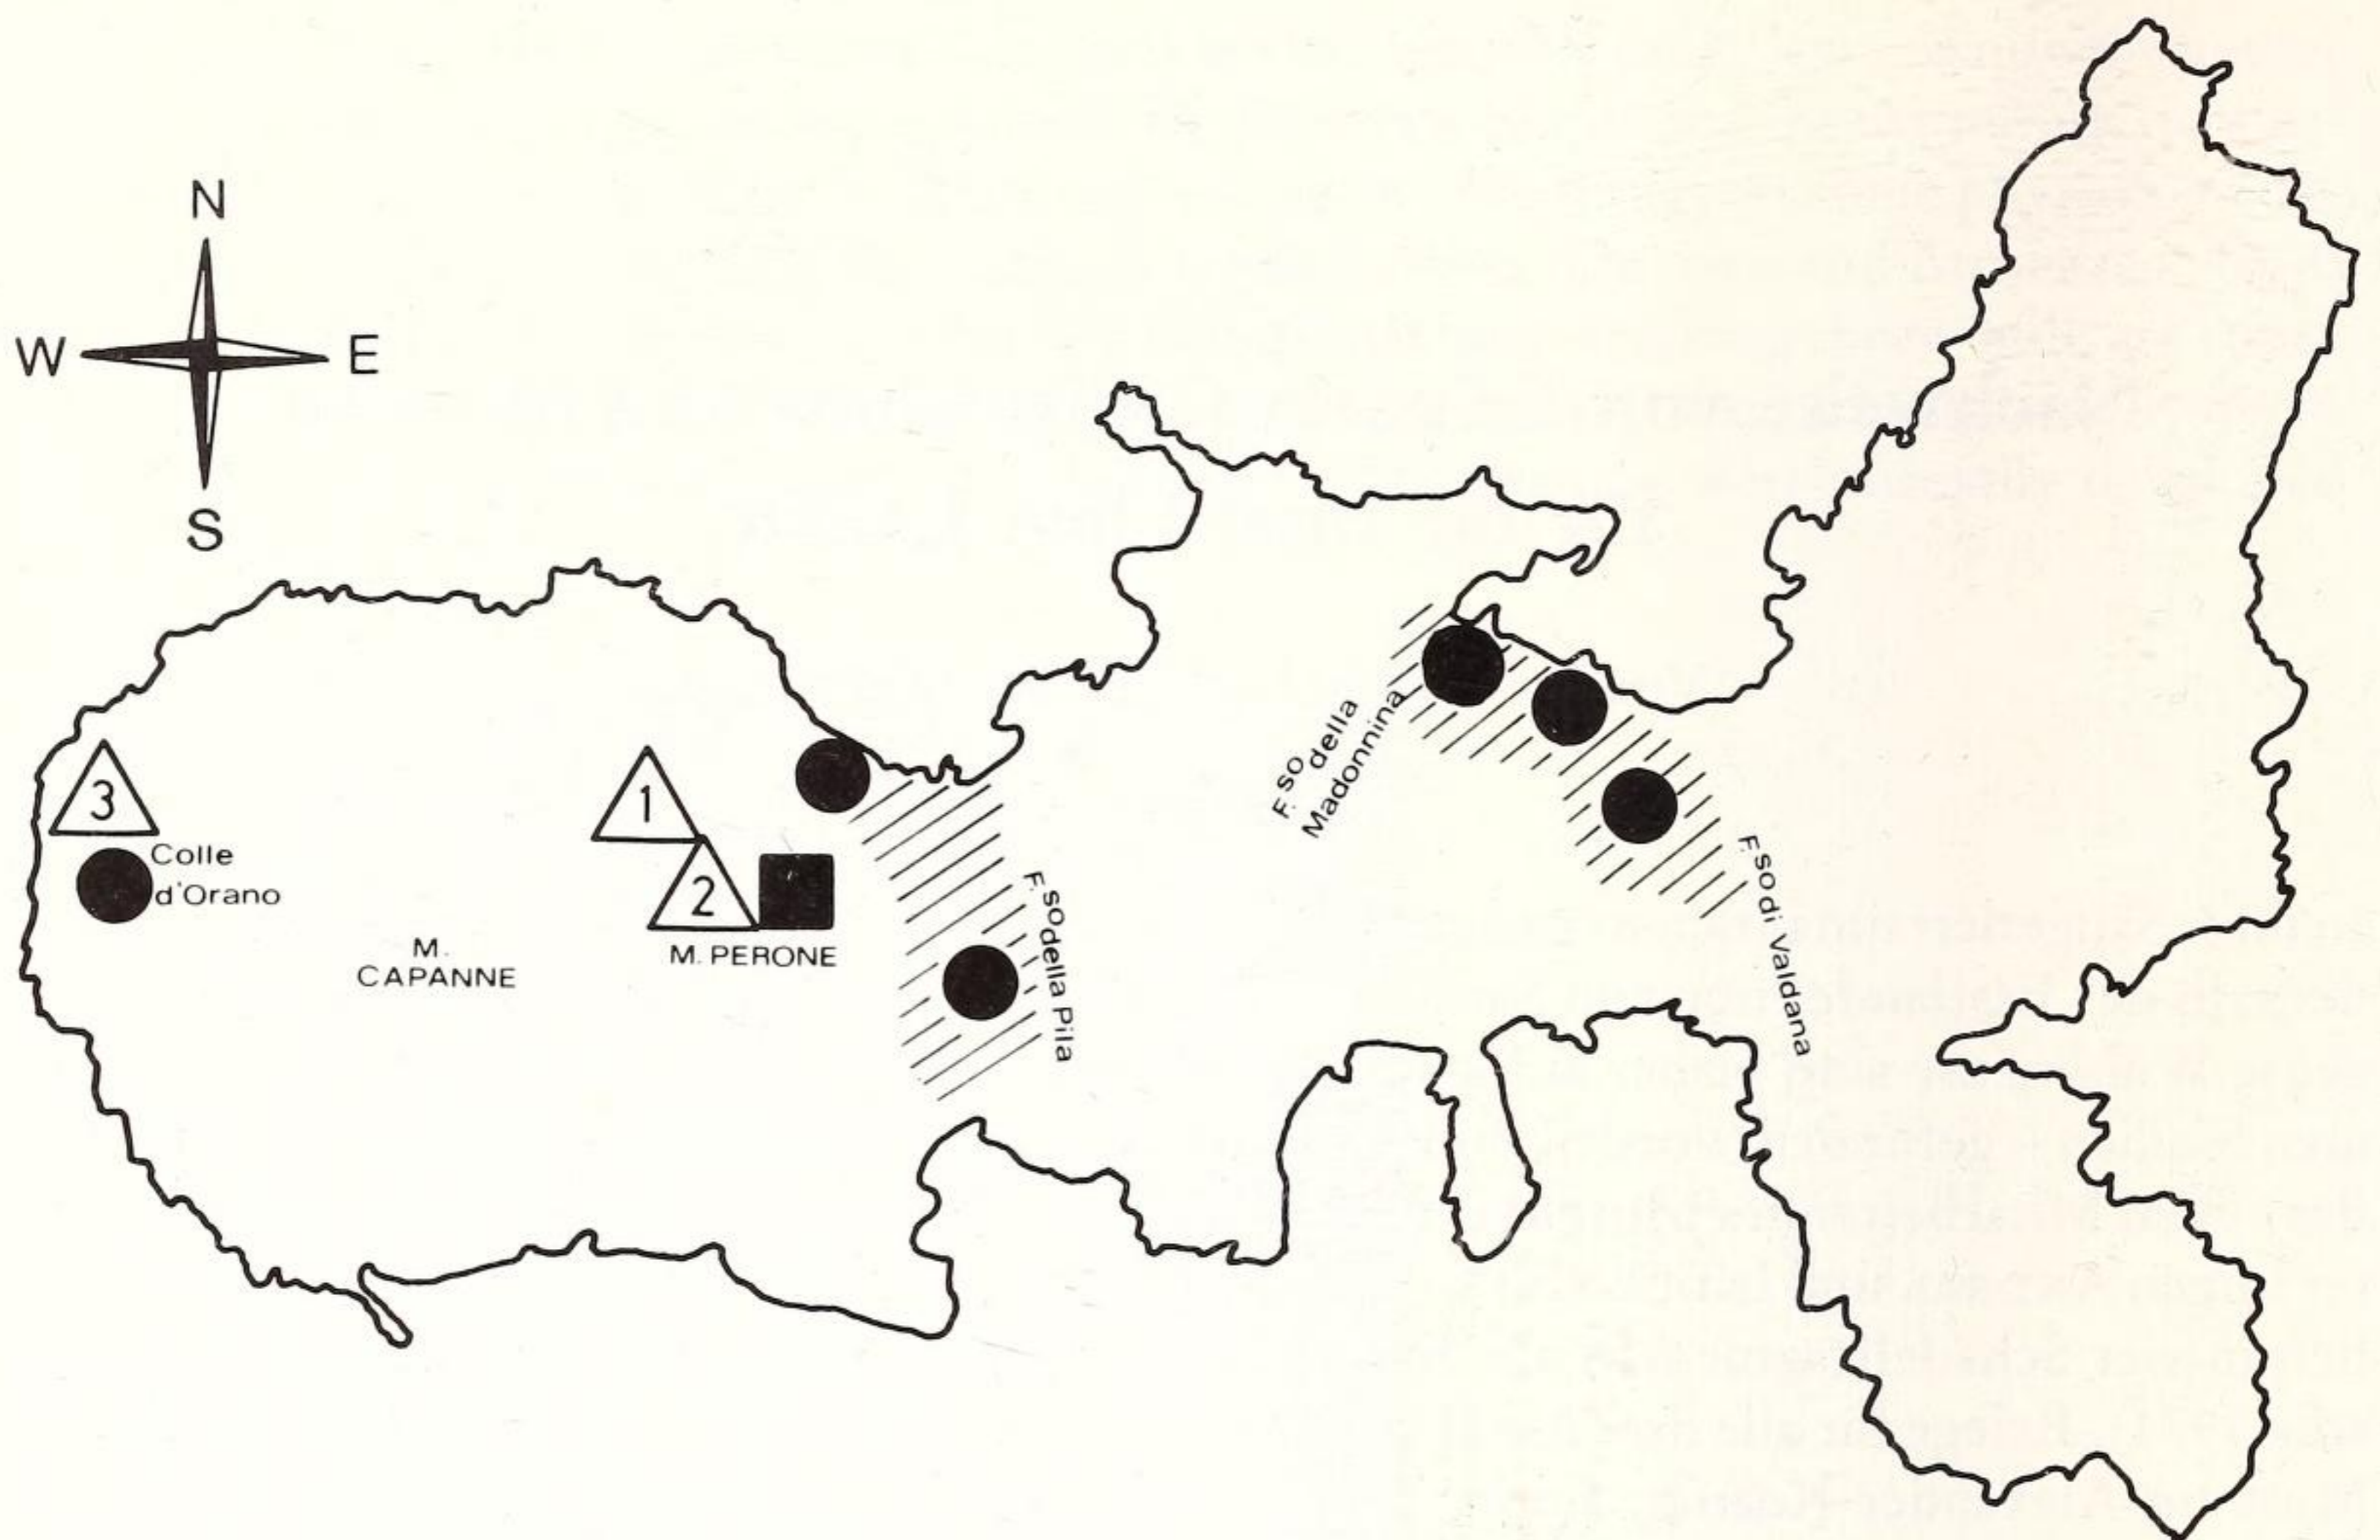 N
W
E
S
3
Colle
d'Orano
M.
CAPANNE
1
2
M. PERONE
F.so della Pila
F.so della
Madonnina
F.so di Valdana